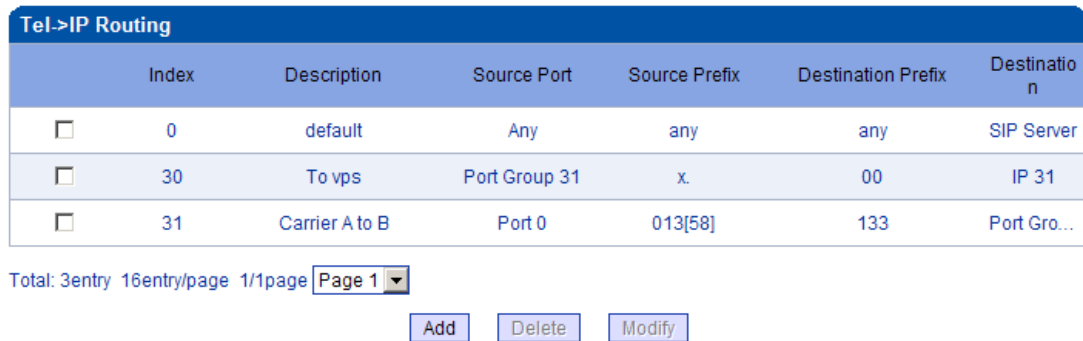 Tel->IP Routing
Index Description Source Port Source Prefix Destination Prefix Destinatio
n
0 default Any any any SIP Server
30 To vps Port Group 31 x. 00 IP 31
31 Carrier A to B Port 0 013[58] 133 Port Gro...
Total: 3entry 16entry/page 1/1page Page 1
Add Delete Modify